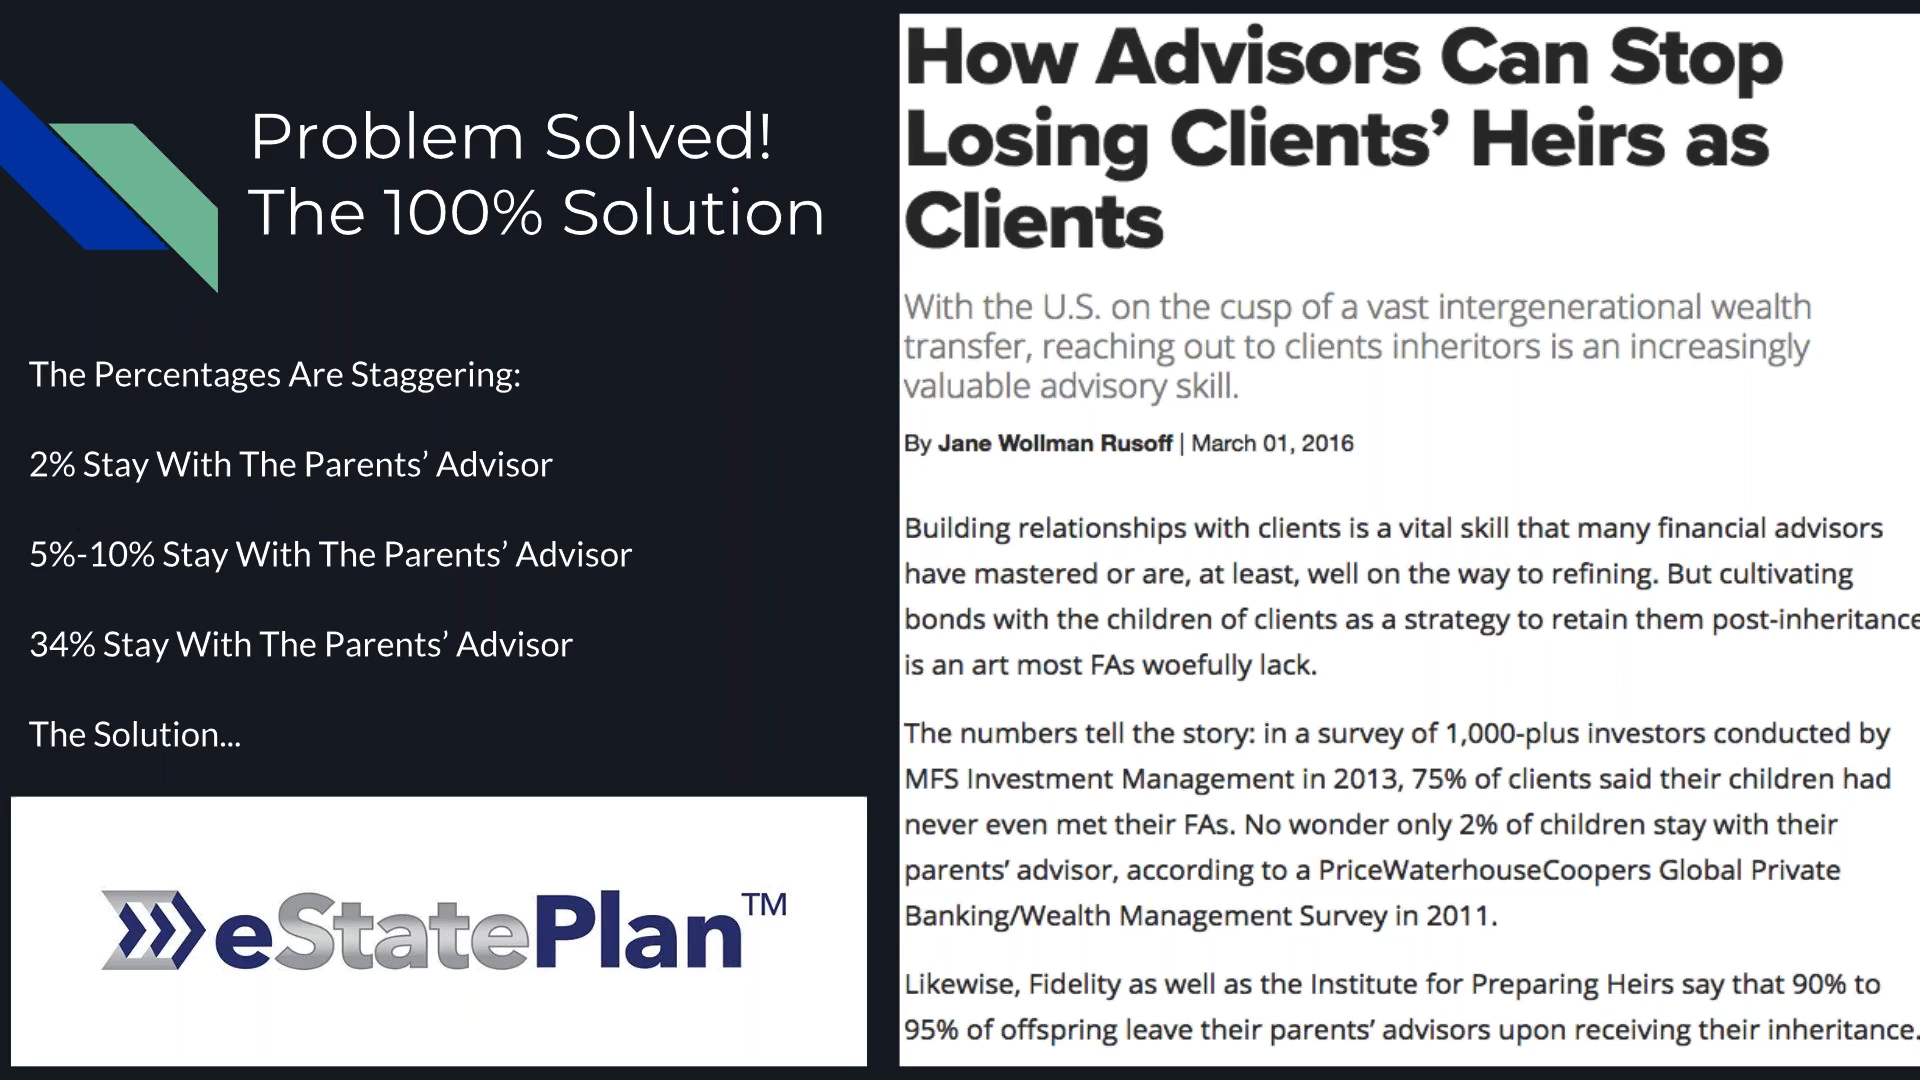 Problem Solved!
The 100% Solution
The Percentages Are Staggering:
2% Stay With The Parents’ Advisor
5%-10% Stay With The Parents’ Advisor
34% Stay With The Parents’ Advisor
The Solution...
eStatePlan™
How Advisors Can Stop
Losing Clients’ Heirs as
Clients
With the U.S. on the cusp of a vast intergenerational wealth
transfer, reaching out to clients inheritors is an increasingly
valuable advisory skill.
By Jane Wollman Rusoff | March 01, 2016
Building relationships with clients is a vital skill that many financial advisors
have mastered or are, at least, well on the way to refining. But cultivating
bonds with the children of clients as a strategy to retain them post-inheritance
is an art most FAs woefully lack.
The numbers tell the story: in a survey of 1,000-plus investors conducted by
MFS Investment Management in 2013, 75% of clients said their children had
never even met their FAs. No wonder only 2% of children stay with their
parents’ advisor, according to a PriceWaterhouseCoopers Global Private
Banking/Wealth Management Survey in 2011.
Likewise, Fidelity as well as the Institute for Preparing Heirs say that 90% to
95% of offspring leave their parents’ advisors upon receiving their inheritance.